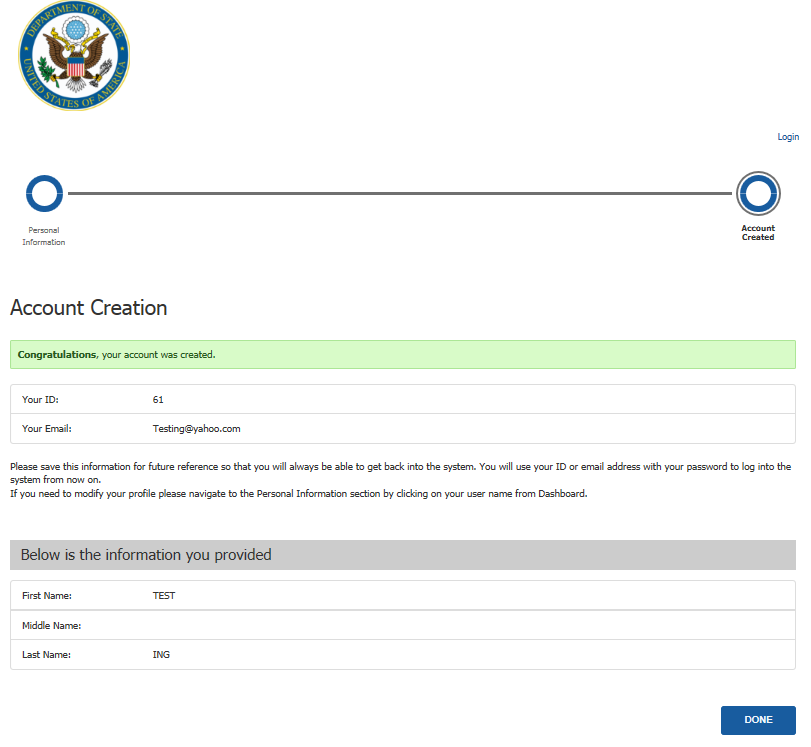 DEPARTMENT OF STATE
UNITED STATES OF AMERICA
Login
Personal
Information
Account
Created
Account Creation
Congratulations, your account was created.
Your ID: 61
Your Email: Testing@yahoo.com
Please save this information for future reference so that you will always be able to get back into the system. You will use your ID or email address with your password to log into the
system from now on.
If you need to modify your profile please navigate to the Personal Information section by clicking on your user name from Dashboard.
Below is the information you provided
First Name: TEST
Middle Name:
Last Name: ING
DONE